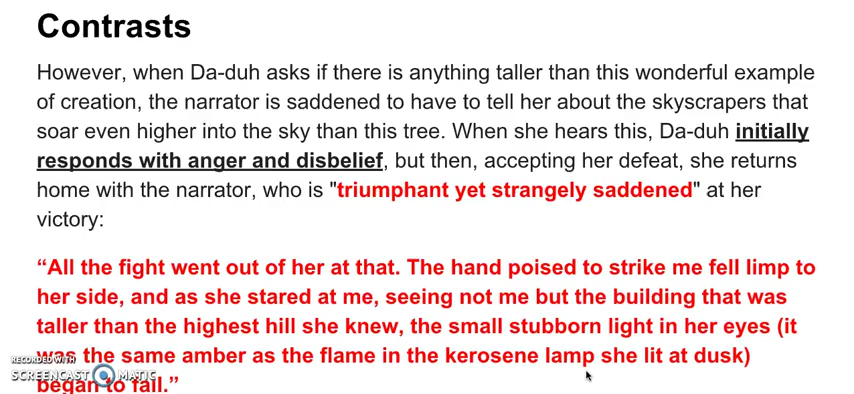 Contrasts
However, when Da-duh asks if there is anything taller than this wonderful example
of creation, the narrator is saddened to have to tell her about the skyscrapers that
soar even higher into the sky than this tree. When she hears this, Da-duh initially
responds with anger and disbelief, but then, accepting her defeat, she returns
home with the narrator, who is "triumphant yet strangely saddened" at her
victory:
“All the fight went out of her at that. The hand poised to strike me fell limp to
her side, and as she stared at me, seeing not me but the building that was
taller than the highest hill she knew, the small stubborn light in her eyes (it
was the same amber as the flame in the kerosene lamp she lit at dusk)
began to fail.”
RECORDED WITH
SCREENCAST MATIC